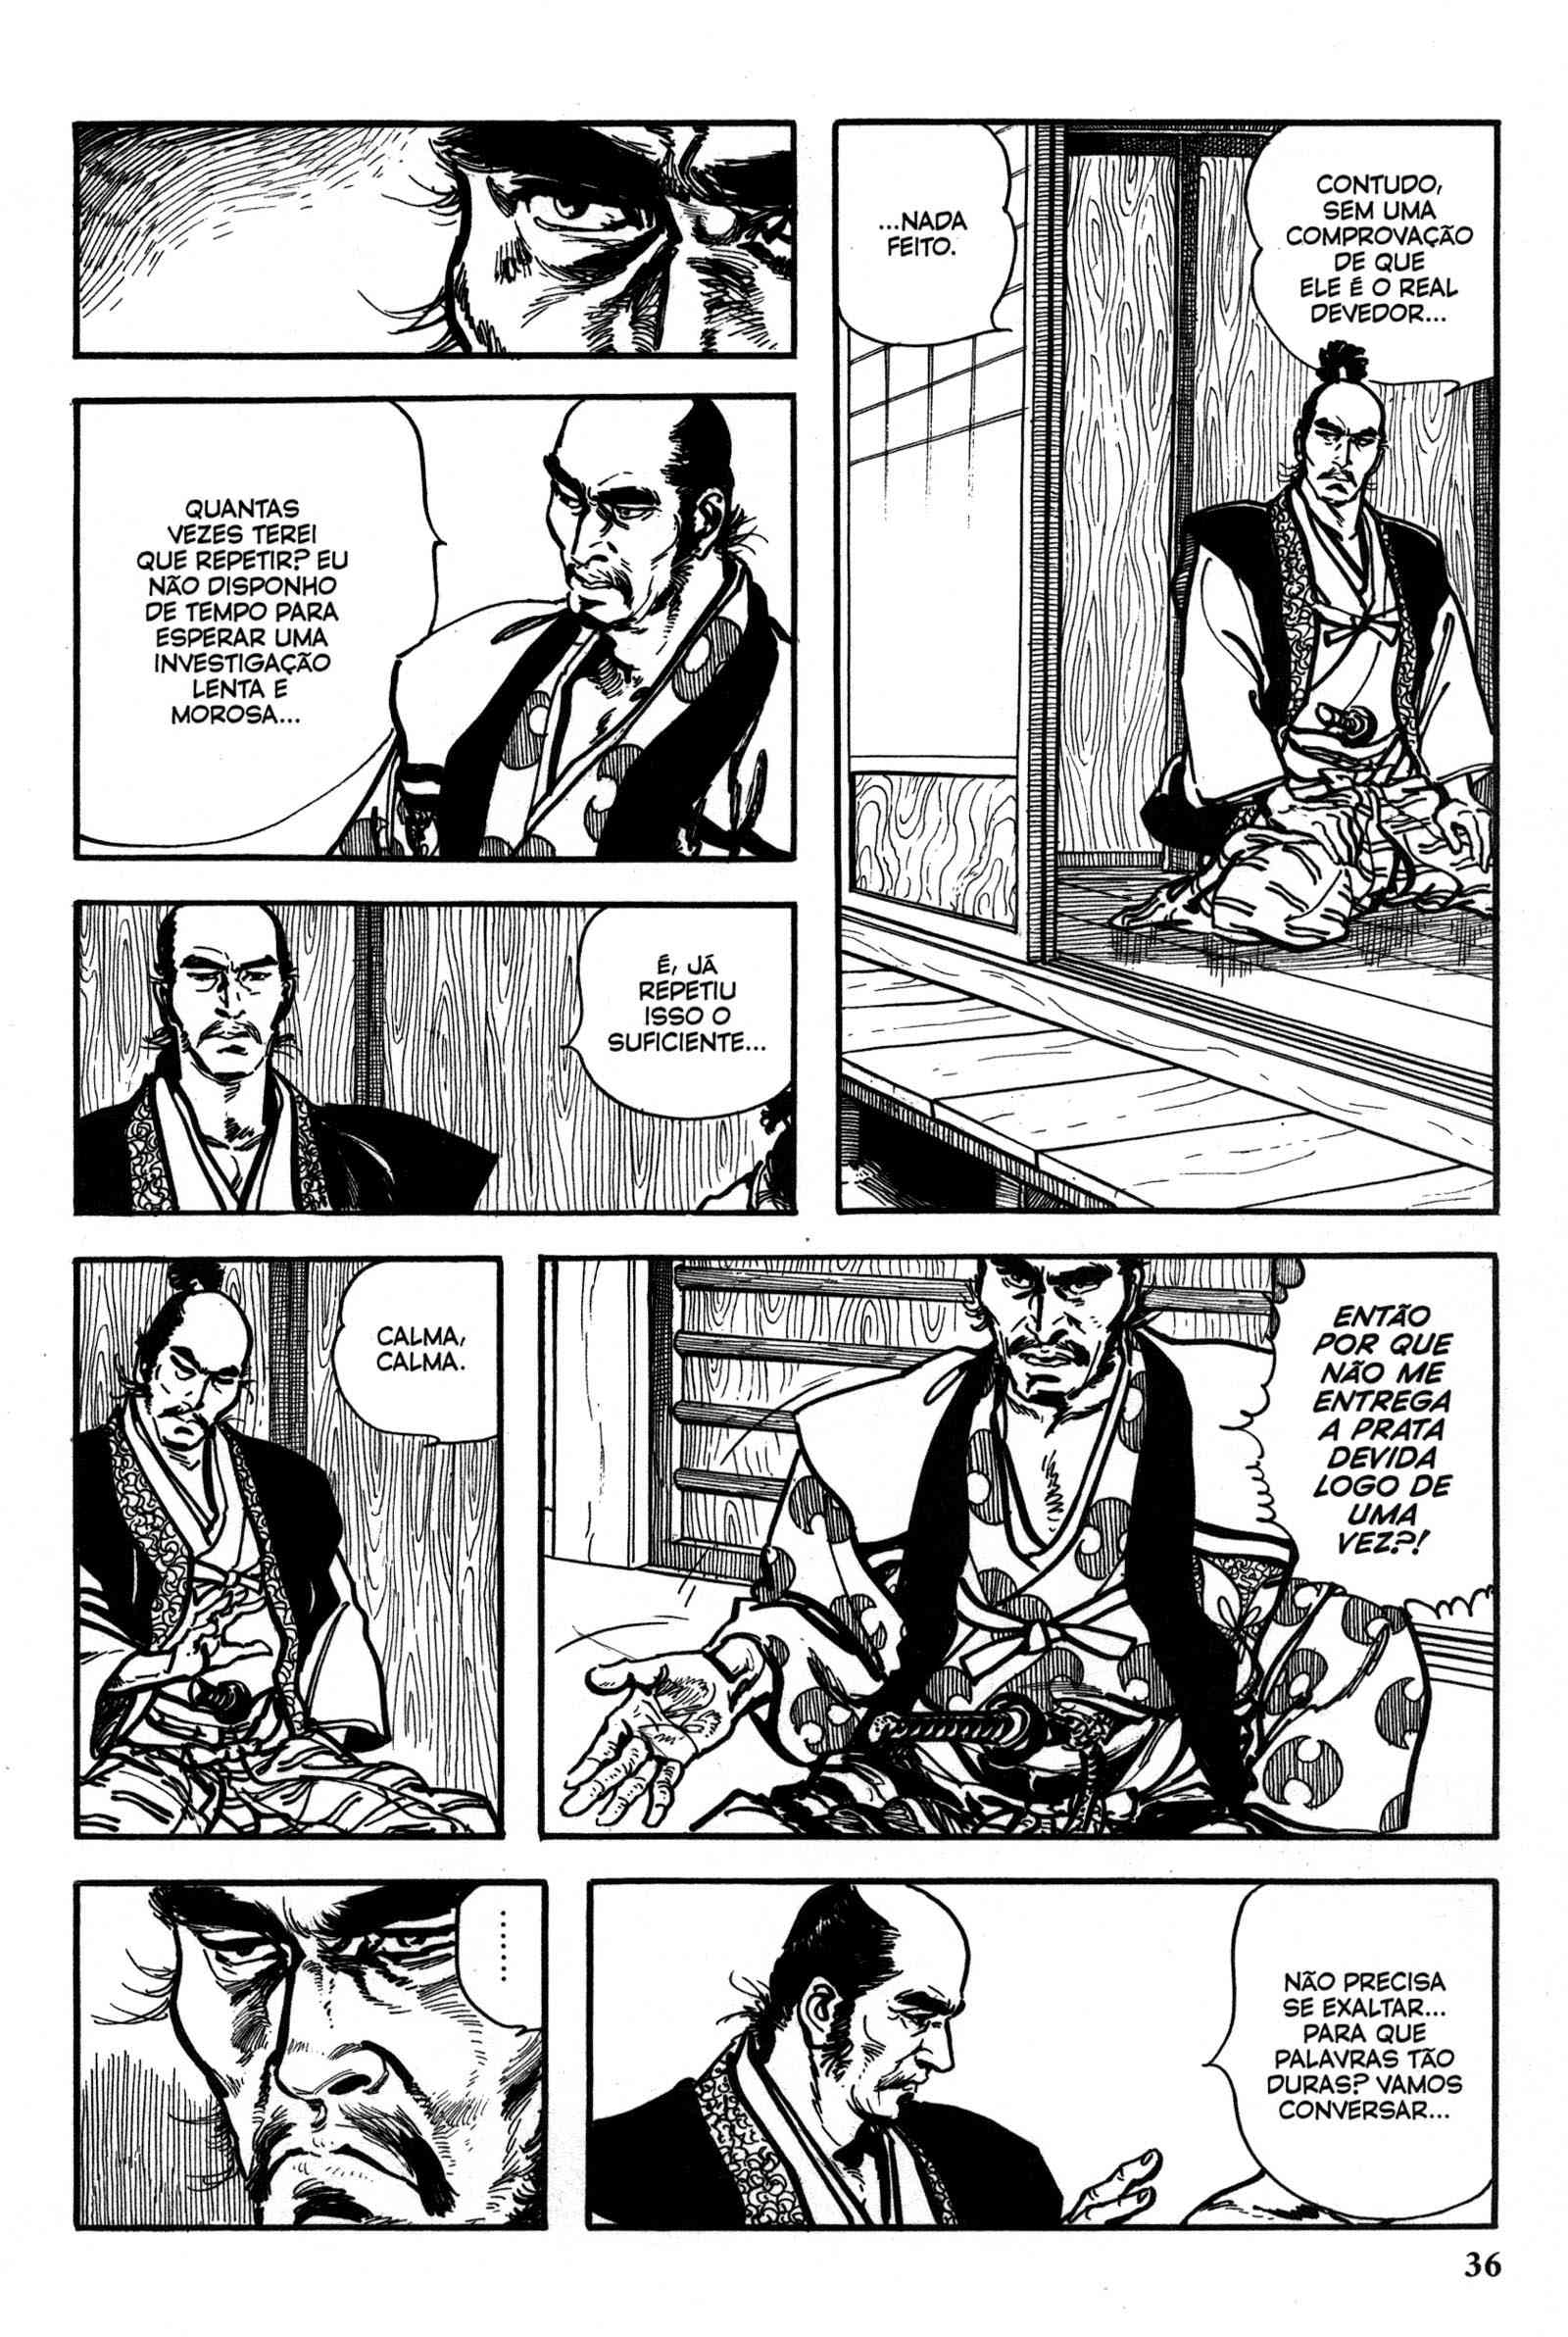 CONTUDO,
SEM UMA
COMPROVAÇÃO
DE QUE
ELE É O REAL
DEVEDOR...
...NADA
FEITO.
QUANTAS
VEZES TEREI
QUE REPETIR? EU
NÃO DISPONHO
DE TEMPO PARA
ESPERAR UMA
INVESTIGAÇÃO
LENTA E
MOROSA...
É, JÁ
REPETIU
ISSO O
SUFICIENTE...
ENTÃO
POR QUE
NÃO ME
ENTREGA
A PRATA
DEVIDA
LOGO DE
UMA
VEZ?!
CALMA,
CALMA.
NÃO PRECISA
SE EXALTAR...
PARA QUE
PALAVRAS TÃO
DURAS? VAMOS
CONVERSAR...
........
36